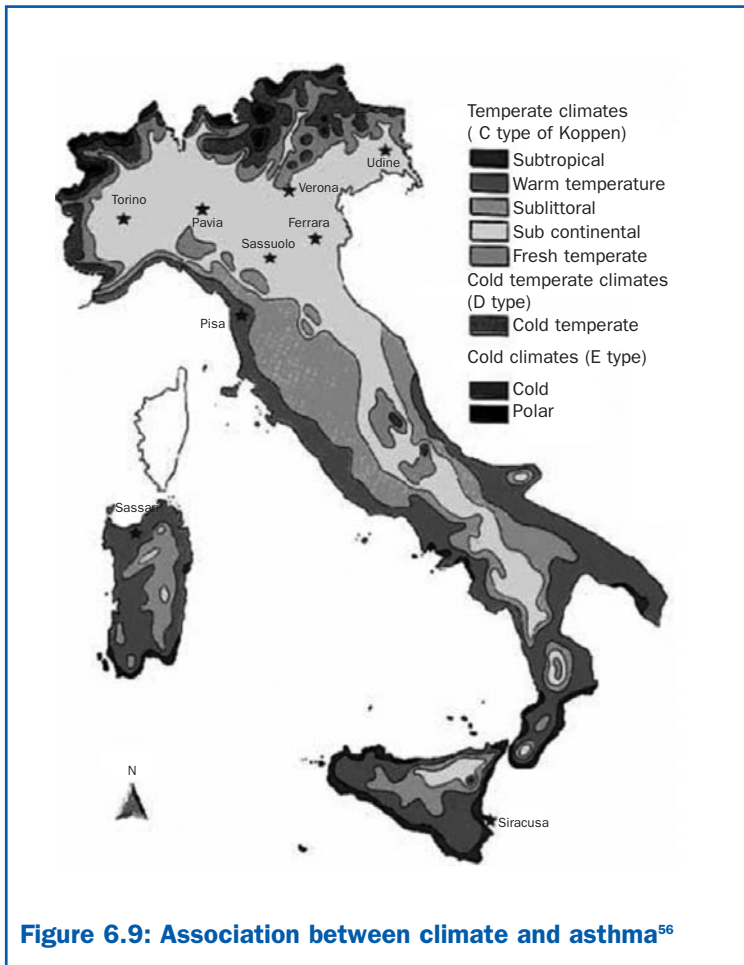 Temperate climates
( C type of Koppen)
Subtropical
Warm temperature
Sublittoral
Sub continental
Fresh temperate
Cold temperate climates
(D type)
Cold temperate
Cold climates (E type)
Cold
Polar
Udine
Verona
Torino
Pavia
Ferrara
Sassuolo
Pisa
Sassari
N
Siracusa
Figure 6.9: Association between climate and asthma⁵⁶